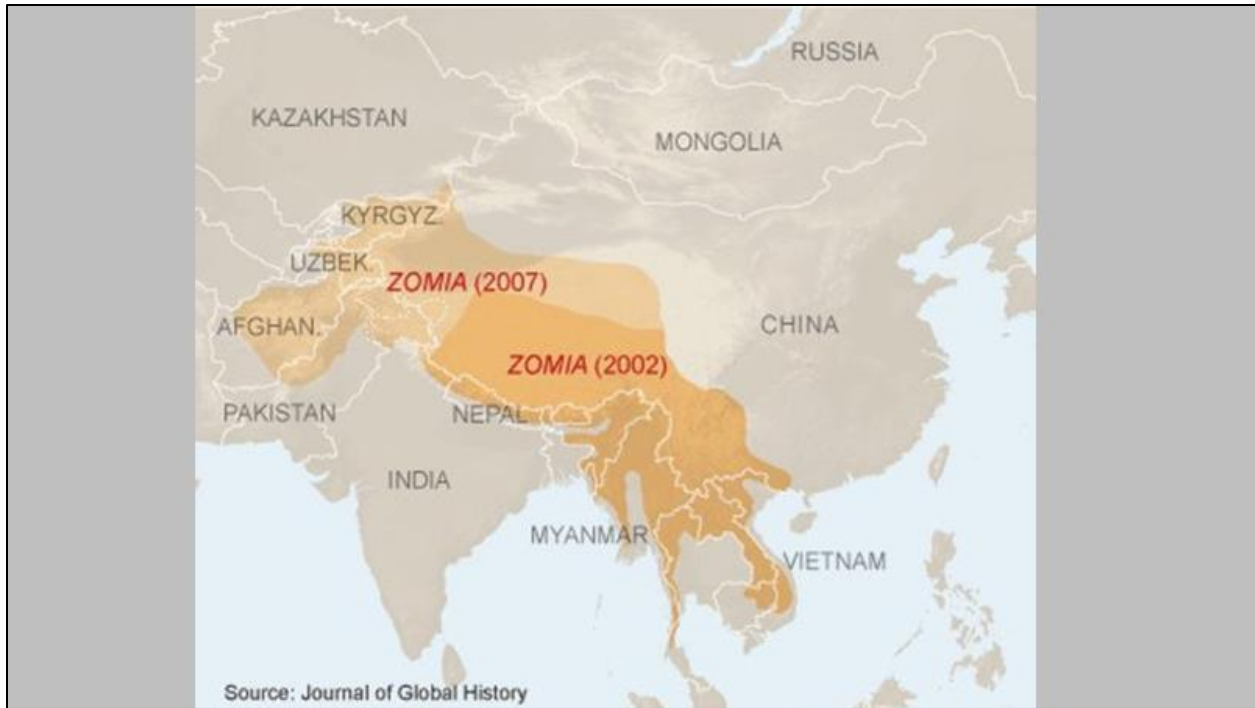 RUSSIA
KAZAKHSTAN
MONGOLIA
KYRGYZ.
UZBEK.
ZOMIA (2007)
AFGHAN.
CHINA
ZOMIA (2002)
PAKISTAN
NEPAL
INDIA
MYANMAR
VIETNAM
Source: Journal of Global History